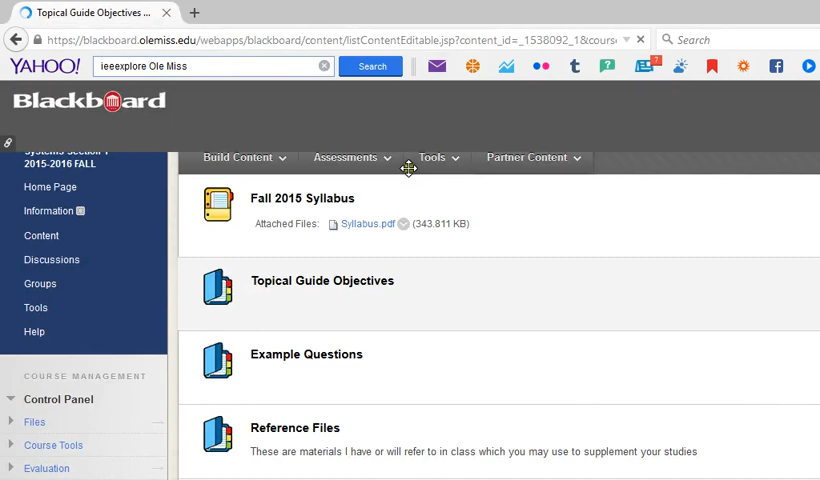 Topical Guide Objectives ...
https://blackboard.olemiss.edu/webapps/blackboard/content/listContentEditable.jsp?content_id=_1538092_1&cours
Search
YAHOO!
ieeexplore Ole Miss
Search
7
Blackboard
2015-2016 FALL
Home Page
Information
Content
Discussions
Groups
Tools
Help
COURSE MANAGEMENT
Control Panel
Files
Course Tools
Evaluation
Build Content
Assessments
Tools
Partner Content
Fall 2015 Syllabus
Attached Files: Syllabus.pdf (343.811 KB)
Topical Guide Objectives
Example Questions
Reference Files
These are materials I have or will refer to in class which you may use to supplement your studies